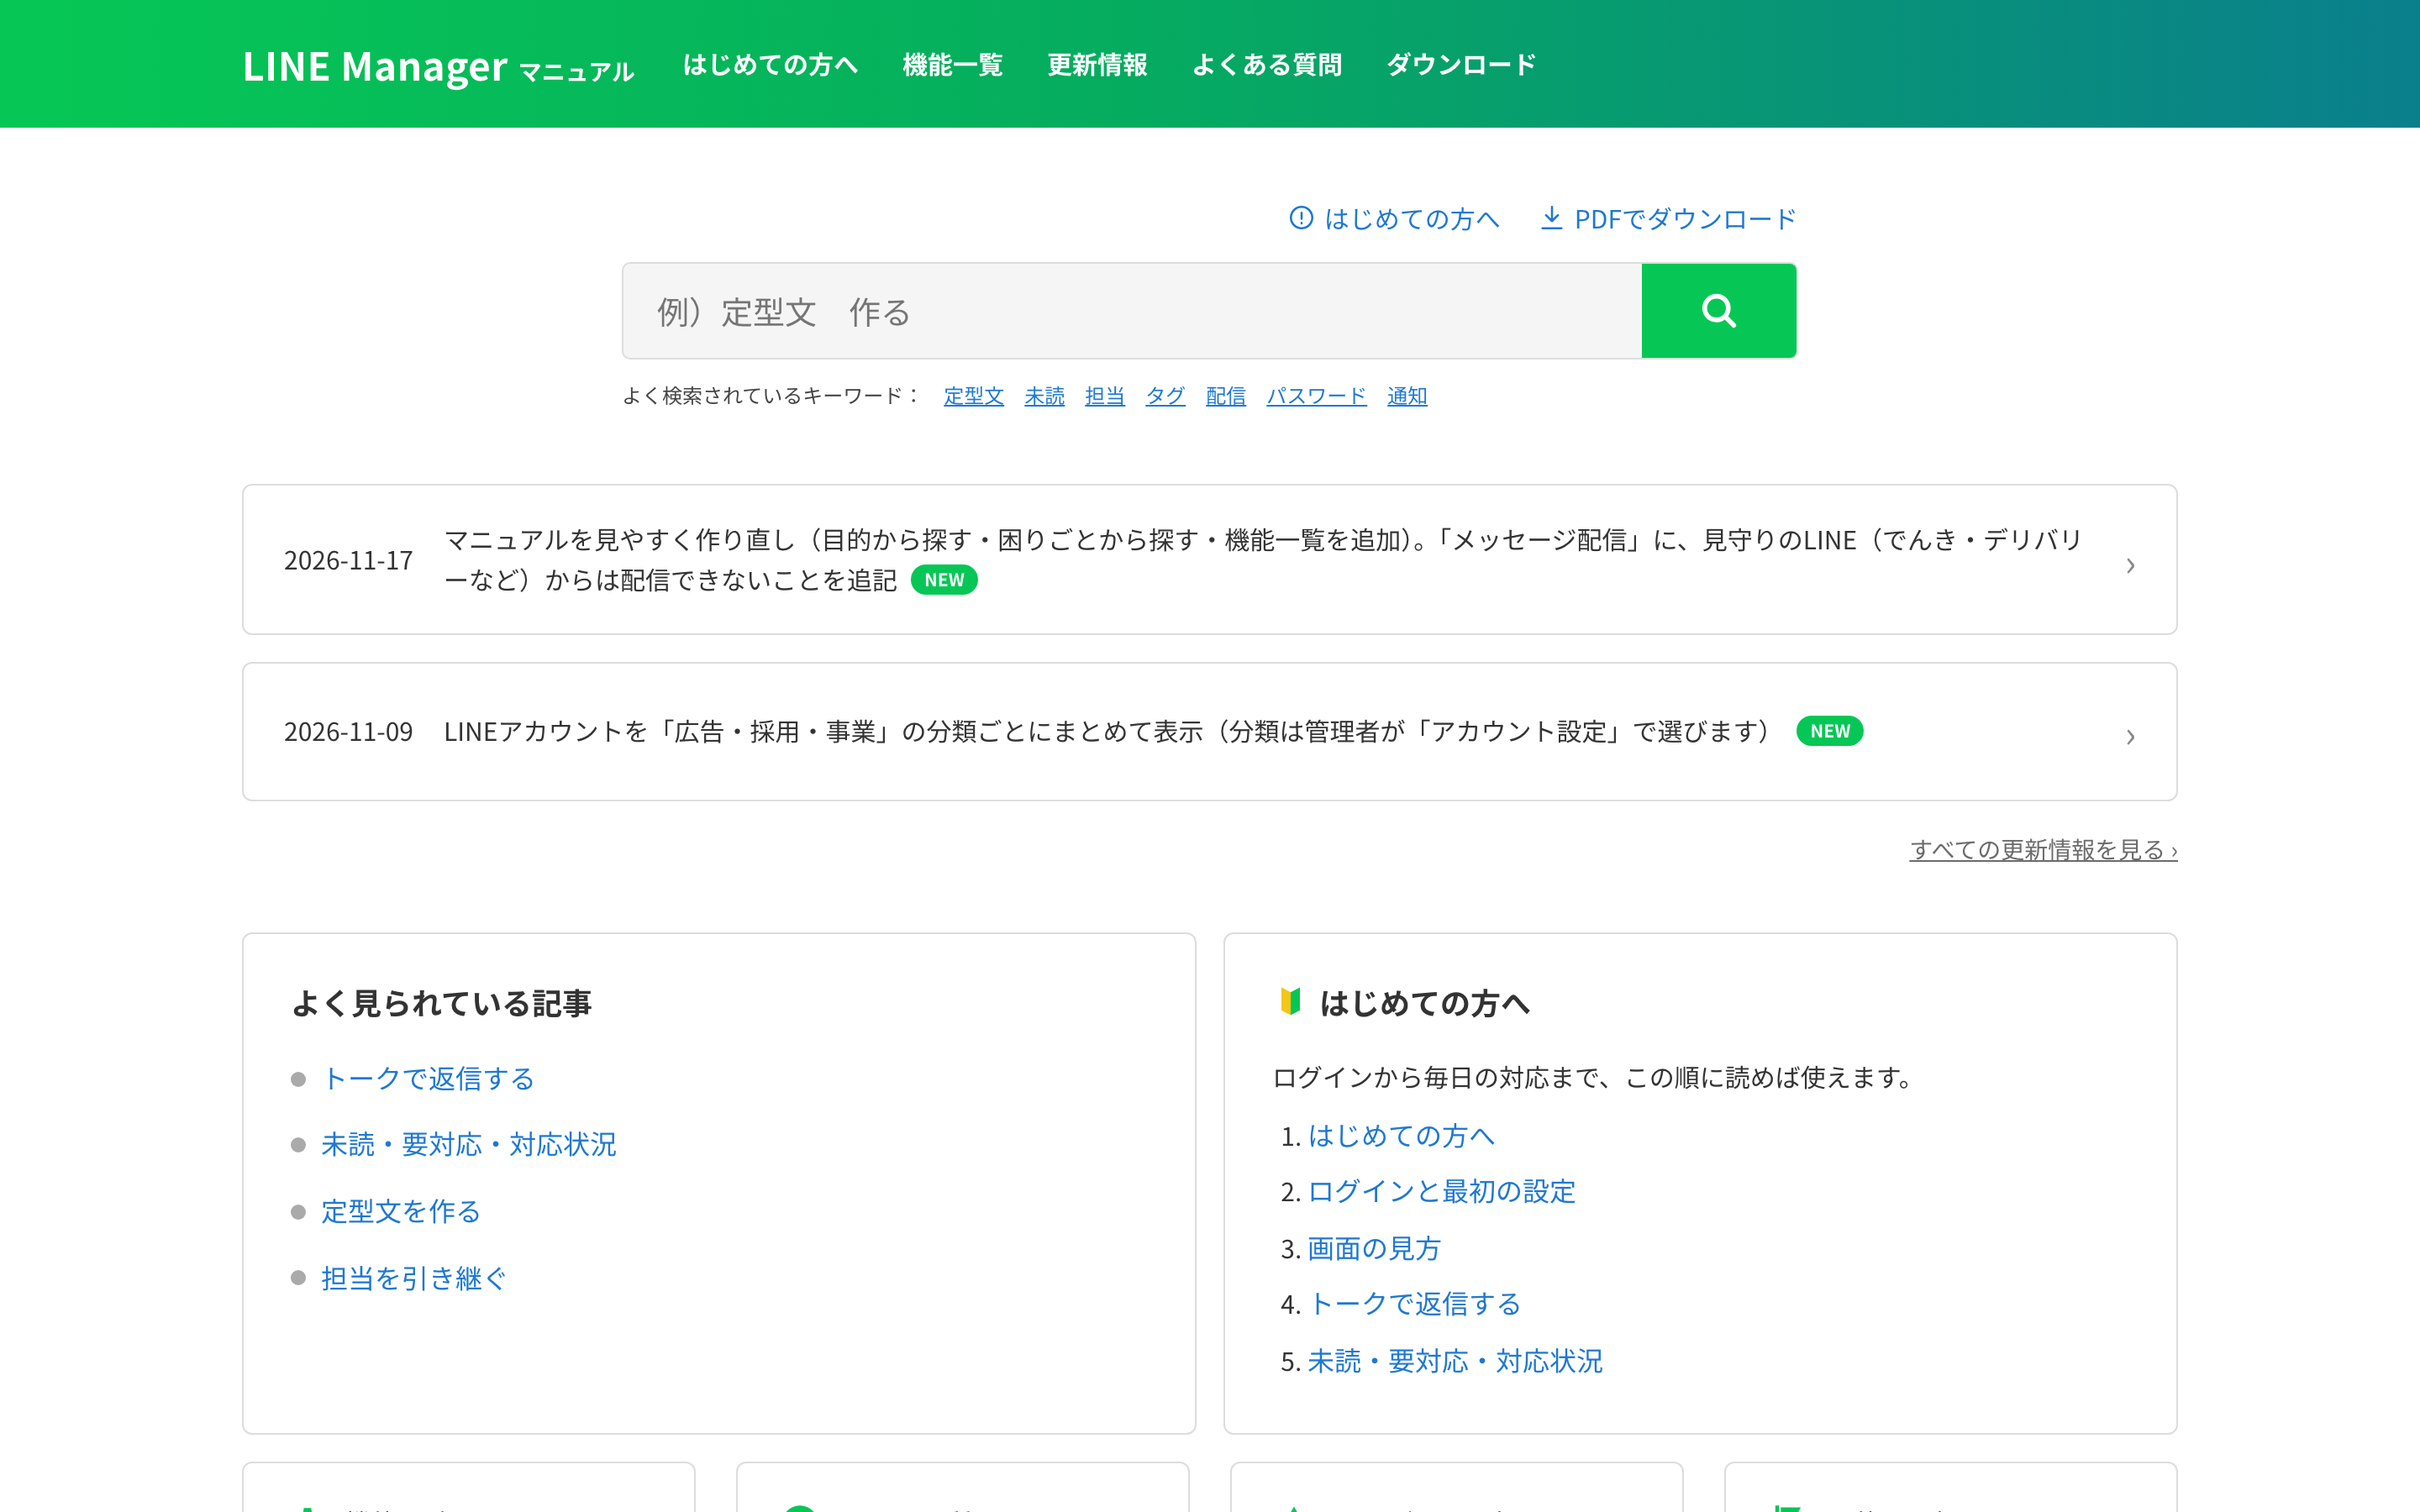 LINE Manager マニュアル はじめての方へ 機能一覧 更新情報 よくある質問 ダウンロード
はじめての方へ PDFでダウンロード
例）定型文　作る
よく検索されているキーワード： 定型文 未読 担当 タグ 配信 パスワード 通知
2026-11-17
マニュアルを見やすく作り直し（目的から探す・困りごとから探す・機能一覧を追加）。「メッセージ配信」に、見守りのLINE（でんき・デリバリ
ーなど）からは配信できないことを追記 NEW
›
2026-11-09 LINEアカウントを「広告・採用・事業」の分類ごとにまとめて表示（分類は管理者が「アカウント設定」で選びます） NEW
›
すべての更新情報を見る ›
よく見られている記事
トークで返信する
未読・要対応・対応状況
定型文を作る
担当を引き継ぐ
はじめての方へ
ログインから毎日の対応まで、この順に読めば使えます。
1. はじめての方へ
2. ログインと最初の設定
3. 画面の見方
4. トークで返信する
5. 未読・要対応・対応状況